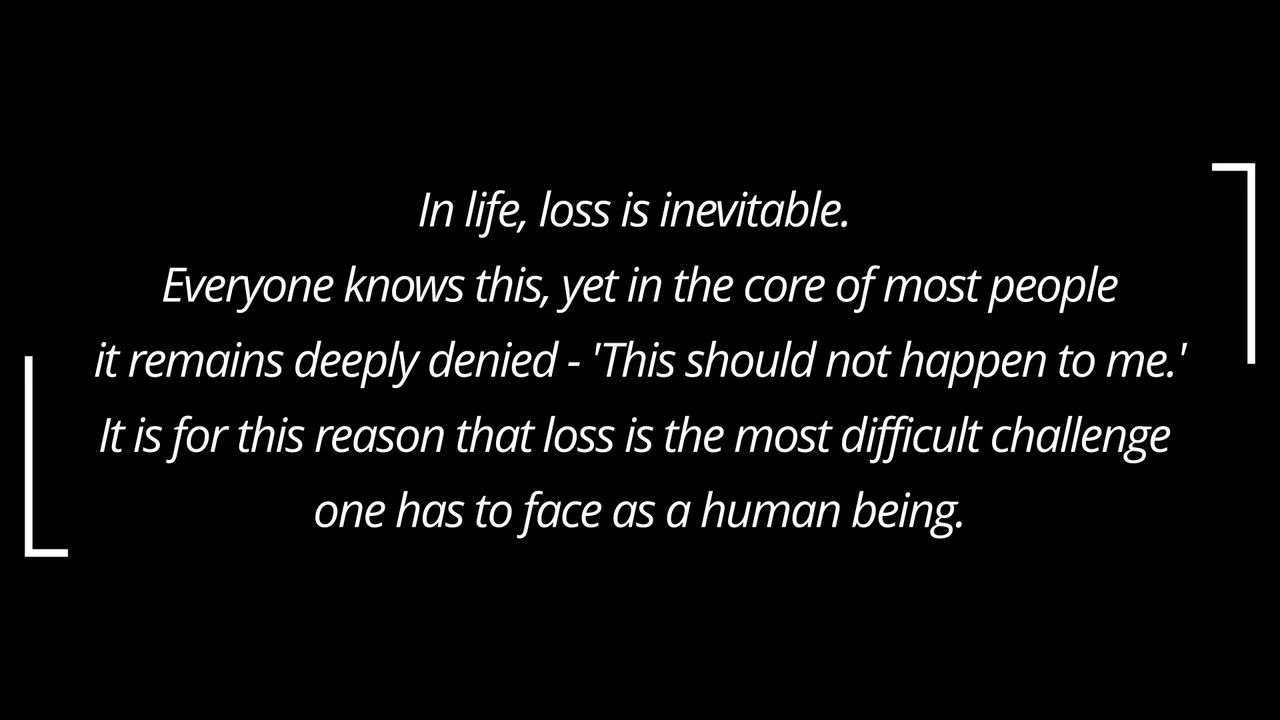 In life, loss is inevitable.
Everyone knows this, yet in the core of most people
it remains deeply denied - 'This should not happen to me.'
It is for this reason that loss is the most difficult challenge
one has to face as a human being.